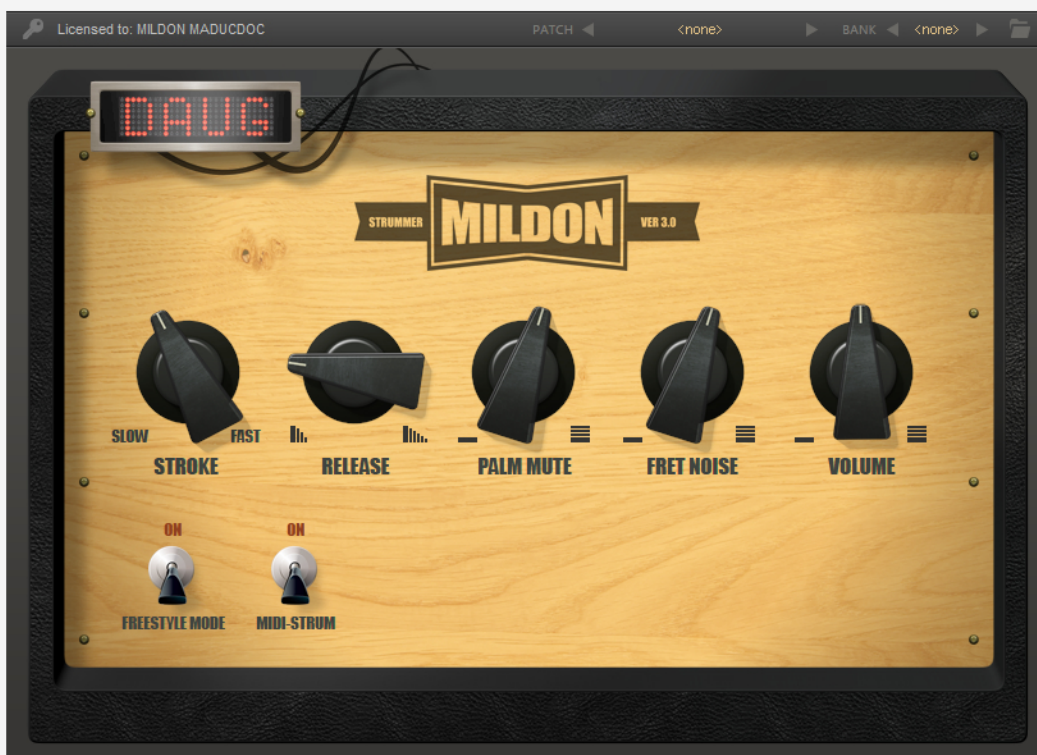 Licensed to: MILDON MADUCDOC PATCH <none> BANK <none>
DAUG
STRUMMER MILDON VER 3.0
SLOW FAST
STROKE RELEASE PALM MUTE FRET NOISE VOLUME
ON ON
FREESTYLE MODE MIDI-STRUM